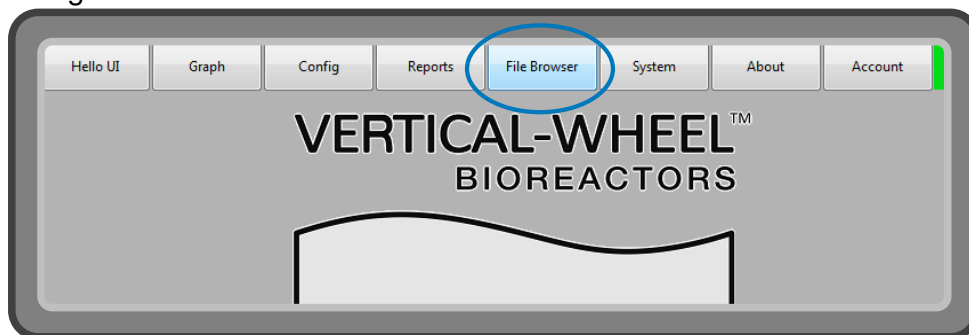 Hello UI Graph Config Reports File Browser System About Account
VERTICAL-WHEEL™
BIOREACTORS